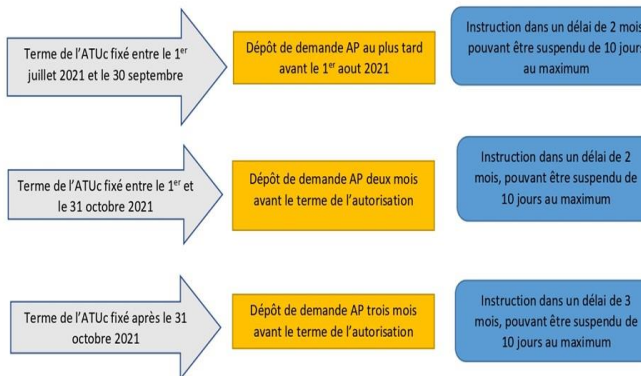 Terme de l'ATUc fixé entre le 1er
juillet 2021 et le 30 septembre
Dépôt de demande AP au plus tard
avant le 1er aout 2021
Instruction dans un délai de 2 mois
pouvant être suspendu de 10 jours
au maximum
Terme de l'ATUc fixé entre le 1er et
le 31 octobre 2021
Dépôt de demande AP deux mois
avant le terme de l'autorisation
Instruction dans un délai de 2
mois, pouvant être suspendu de
10 jours au maximum
Terme de l'ATUc fixé après le 31
octobre 2021
Dépôt de demande AP trois mois
avant le terme de l'autorisation
Instruction dans un délai de 3
mois, pouvant être suspendu de
10 jours au maximum